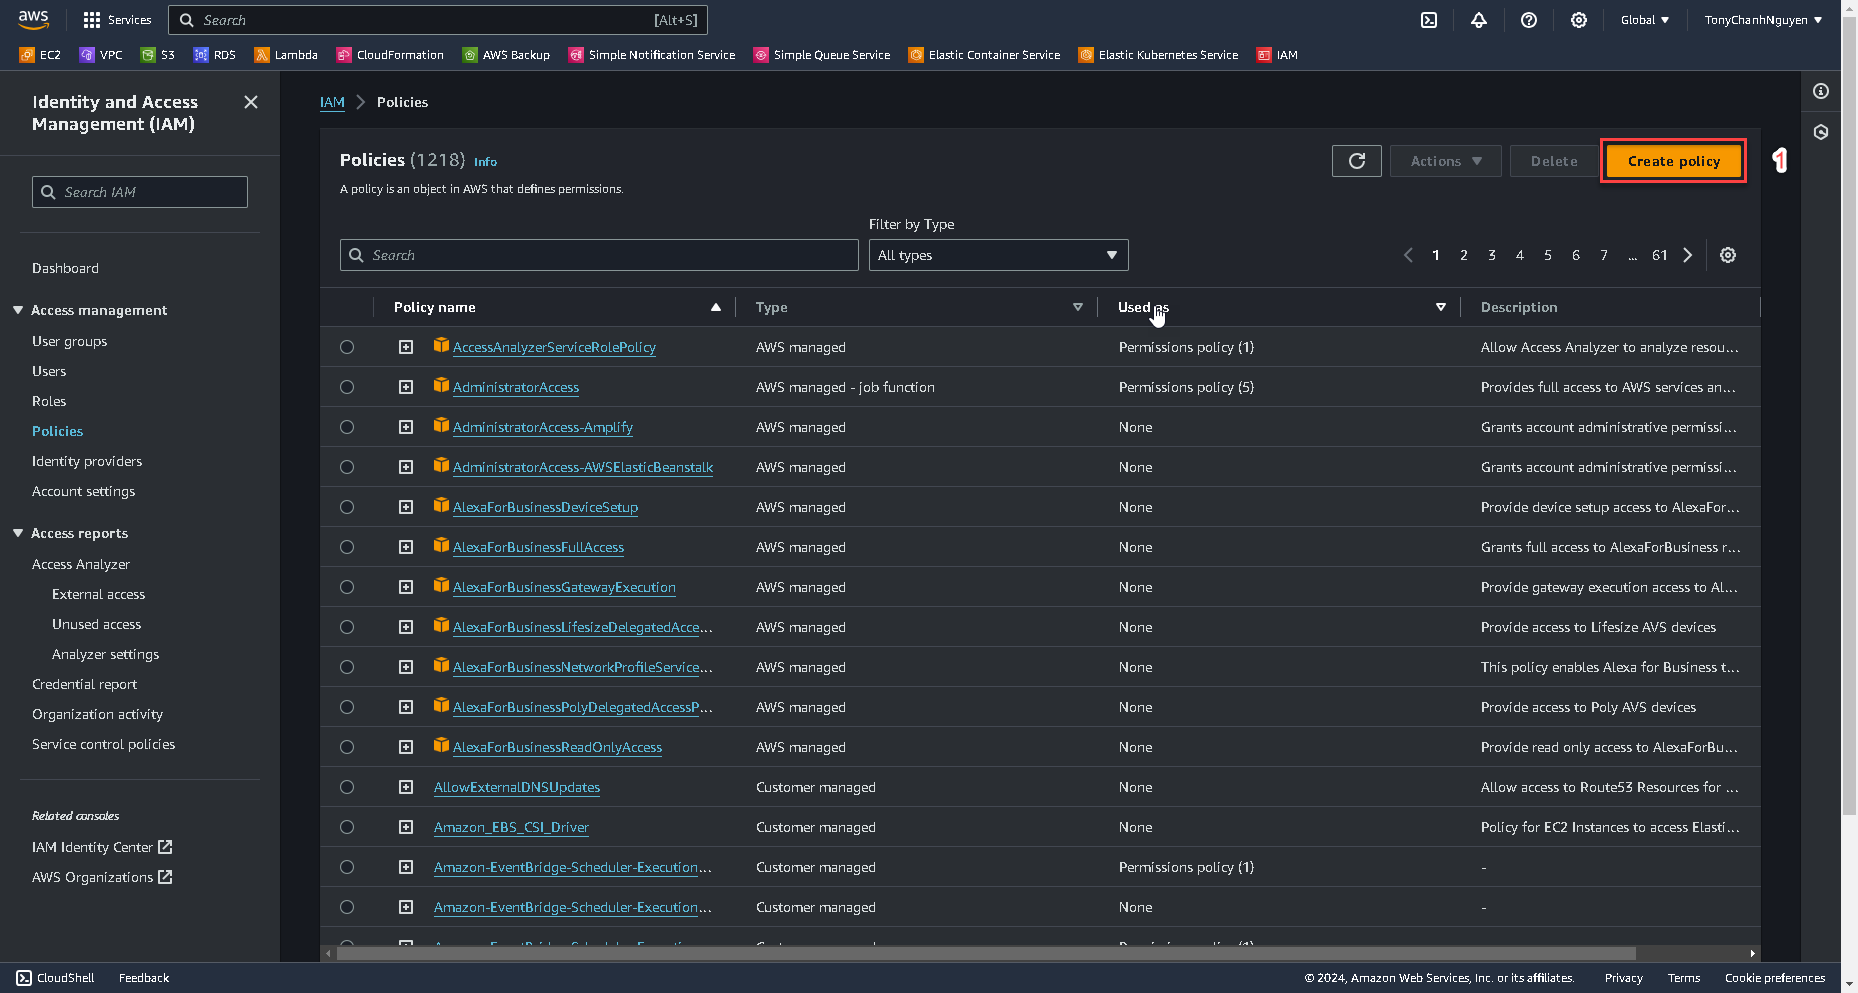 aws
Services
Search
[Alt+S]
Global ▼
TonyChanhNguyen ▼
EC2
VPC
S3
RDS
Lambda
CloudFormation
AWS Backup
Simple Notification Service
Simple Queue Service
Elastic Container Service
Elastic Kubernetes Service
IAM
Identity and Access
Management (IAM)
Search IAM
Dashboard
Access management
User groups
Users
Roles
Policies
Identity providers
Account settings
Access reports
Access Analyzer
External access
Unused access
Analyzer settings
Credential report
Organization activity
Service control policies
Related consoles
IAM Identity Center
AWS Organizations
IAM > Policies
Policies (1218) Info
A policy is an object in AWS that defines permissions.
Actions ▼
Delete
Create policy
1
Filter by Type
Search
All types
1 2 3 4 5 6 7 ... 61
Policy name Type Used as Description
AccessAnalyzerServiceRolePolicy AWS managed Permissions policy (1) Allow Access Analyzer to analyze resou...
AdministratorAccess AWS managed - job function Permissions policy (5) Provides full access to AWS services an...
AdministratorAccess-Amplify AWS managed None Grants account administrative permissi...
AdministratorAccess-AWSElasticBeanstalk AWS managed None Grants account administrative permissi...
AlexaForBusinessDeviceSetup AWS managed None Provide device setup access to AlexaFor...
AlexaForBusinessFullAccess AWS managed None Grants full access to AlexaForBusiness r...
AlexaForBusinessGatewayExecution AWS managed None Provide gateway execution access to Al...
AlexaForBusinessLifesizeDelegatedAcce... AWS managed None Provide access to Lifesize AVS devices
AlexaForBusinessNetworkProfileService... AWS managed None This policy enables Alexa for Business t...
AlexaForBusinessPolyDelegatedAccessP... AWS managed None Provide access to Poly AVS devices
AlexaForBusinessReadOnlyAccess AWS managed None Provide read only access to AlexaForBu...
AllowExternalDNSUpdates Customer managed None Allow access to Route53 Resources for ...
Amazon_EBS_CSI_Driver Customer managed None Policy for EC2 Instances to access Elasti...
Amazon-EventBridge-Scheduler-Execution... Customer managed Permissions policy (1) -
Amazon-EventBridge-Scheduler-Execution... Customer managed None -
CloudShell
Feedback
© 2024, Amazon Web Services, Inc. or its affiliates.
Privacy
Terms
Cookie preferences